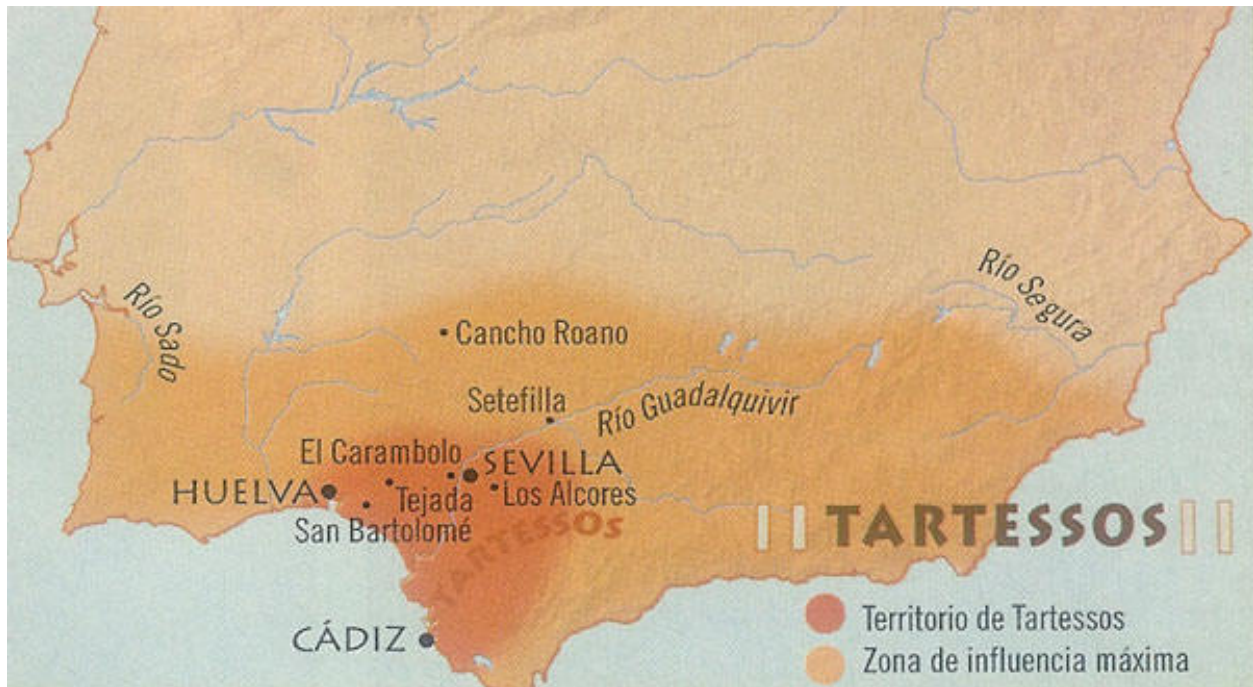 Río Sado
Río Segura
Cancho Roano
Setefilla
Río Guadalquivir
El Carambolo
SEVILLA
HUELVA
Tejada
Los Alcores
San Bartolomé
TARTESSOS
TARTESSOS
CÁDIZ
Territorio de Tartessos
Zona de influencia máxima